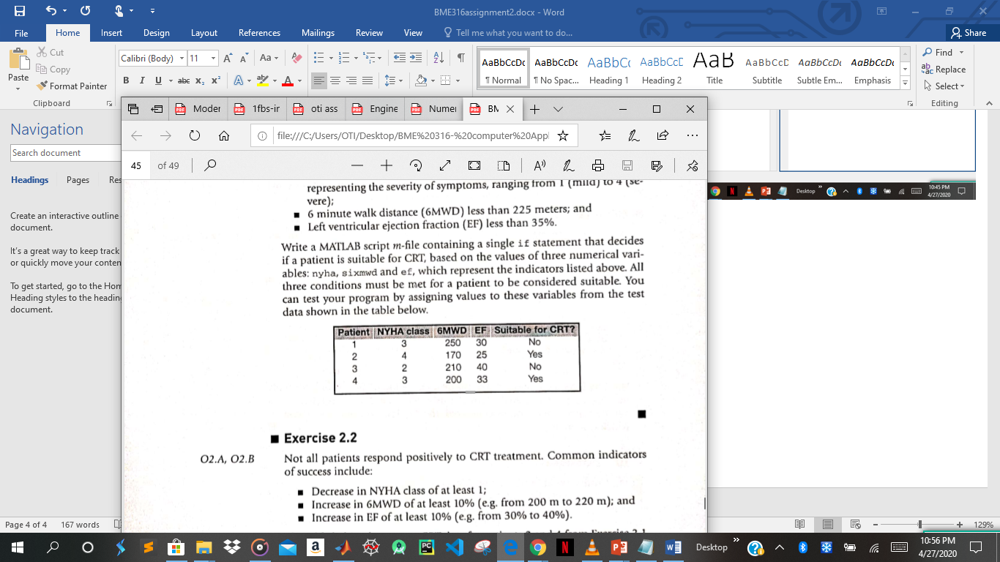 BME316assignment2.docx - Word
File Home Insert Design Layout References Mailings Review View Tell me what you want to do... Share
Cut
Copy
Paste
Format Painter
Clipboard
Calibri (Body) 11
Font
AaBbCcDc AaBbCcDc AaBbCc AaBbCcD AaB AaBbCcD AaBbCcDc AaBbCcDc
¶ Normal ¶ No Spac... Heading 1 Heading 2 Title Subtitle Subtle Em... Emphasis
Find
Replace
Select
Editing
Navigation
Search document
Headings Pages Res
Create an interactive outline
document.
It's a great way to keep track
or quickly move your conten
To get started, go to the Hom
Heading styles to the heading
document.
Moder 1fbs-ir oti ass Engine Numer BM
file:///C:/Users/OTI/Desktop/BME%20316-%20computer%20Appl
45 of 49
representing the severity of symptoms, ranging from 1 (mild) to 4 (se-
vere);
■ 6 minute walk distance (6MWD) less than 225 meters; and
■ Left ventricular ejection fraction (EF) less than 35%.
Write a MATLAB script m-file containing a single if statement that decides
if a patient is suitable for CRT, based on the values of three numerical vari-
ables: nyha, sixmwd and ef, which represent the indicators listed above. All
three conditions must be met for a patient to be considered suitable. You
can test your program by assigning values to these variables from the test
data shown in the table below.
Patient NYHA class 6MWD EF Suitable for CRT?
1 3 250 30 No
2 4 170 25 Yes
3 2 210 40 No
4 3 200 33 Yes
■ Exercise 2.2
O2.A, O2.B
Not all patients respond positively to CRT treatment. Common indicators
of success include:
■ Decrease in NYHA class of at least 1;
■ Increase in 6MWD of at least 10% (e.g. from 200 m to 220 m); and
■ Increase in EF of at least 10% (e.g. from 30% to 40%).
Desktop 10:45 PM
4/27/2020
Page 4 of 4 167 words 129%
Desktop 10:56 PM
4/27/2020